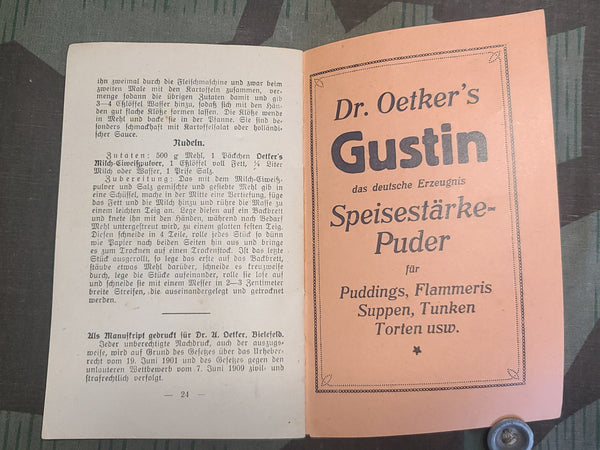 ihn zweimal durch die Fleischmaschine und zwar beim
zweiten Male mit den Kartoffeln zusammen, ver-
menge sodann die übrigen Zutaten damit und gib
3—4 Eßlöffel Wasser hinzu, sodaß sich mit den Hän-
den gut flache Klöße formen lassen. Die Klöße wende
in Mehl und backe sie in der Pfanne. Sie sind be-
sonders schmackhaft mit Kartoffelsalat oder holländi-
scher Sauce.
Nudeln.
Zutaten: 500 g Mehl, 1 Päckchen Oetker's
Milch-Eiweißpulver, 1 Eßlöffel voll Fett, ¼ Liter
Milch oder Wasser, 1 Prise Salz.
Zubereitung: Das mit dem Milch-Eiweiß-
pulver und Salz gemischte und gesiebte Mehl gib in
eine Schüssel, mache in der Mitte eine Vertiefung, füge
das Fett und die Milch hinzu und rühre die Masse zu
einem leichten Teig an. Lege diesen auf ein Backbrett
und knete ihn mit den Händen, während nach Bedarf
Mehl untergestreut wird, zu einem glatten festen Teig.
Diesen schneide in 4 Teile, rolle jedes Stück so dünn
wie Papier nach beiden Seiten hin aus und bringe
es zum Trocknen auf einen Trockenstock. Ist das letzte
Stück ausgerollt, so lege das erste auf das Backbrett,
stäube etwas Mehl darüber, schneide es kreuzweise
durch, lege die Stücke aufeinander, rolle sie lose auf
und schneide mit einem Messer in 2—3 Zentimeter
breite Streifen, die auseinandergelegt und getrocknet
werden.
Als Manuskript gedruckt für Dr. A. Oetker, Bielefeld.
Jeder unberechtigte Nachdruck, auch der auszugs-
weise, wird auf Grund des Gesetzes über das Urheber-
recht vom 19. Juni 1901 und des Gesetzes gegen den
unlauteren Wettbewerb vom 7. Juni 1909 zivil- und
strafrechtlich verfolgt.
— 24 —
Dr. Oetker's
Gustin
das deutsche Erzeugnis
Speisestärke-
Puder
für
Puddings, Flammeris
Suppen, Tunken
Torten usw.